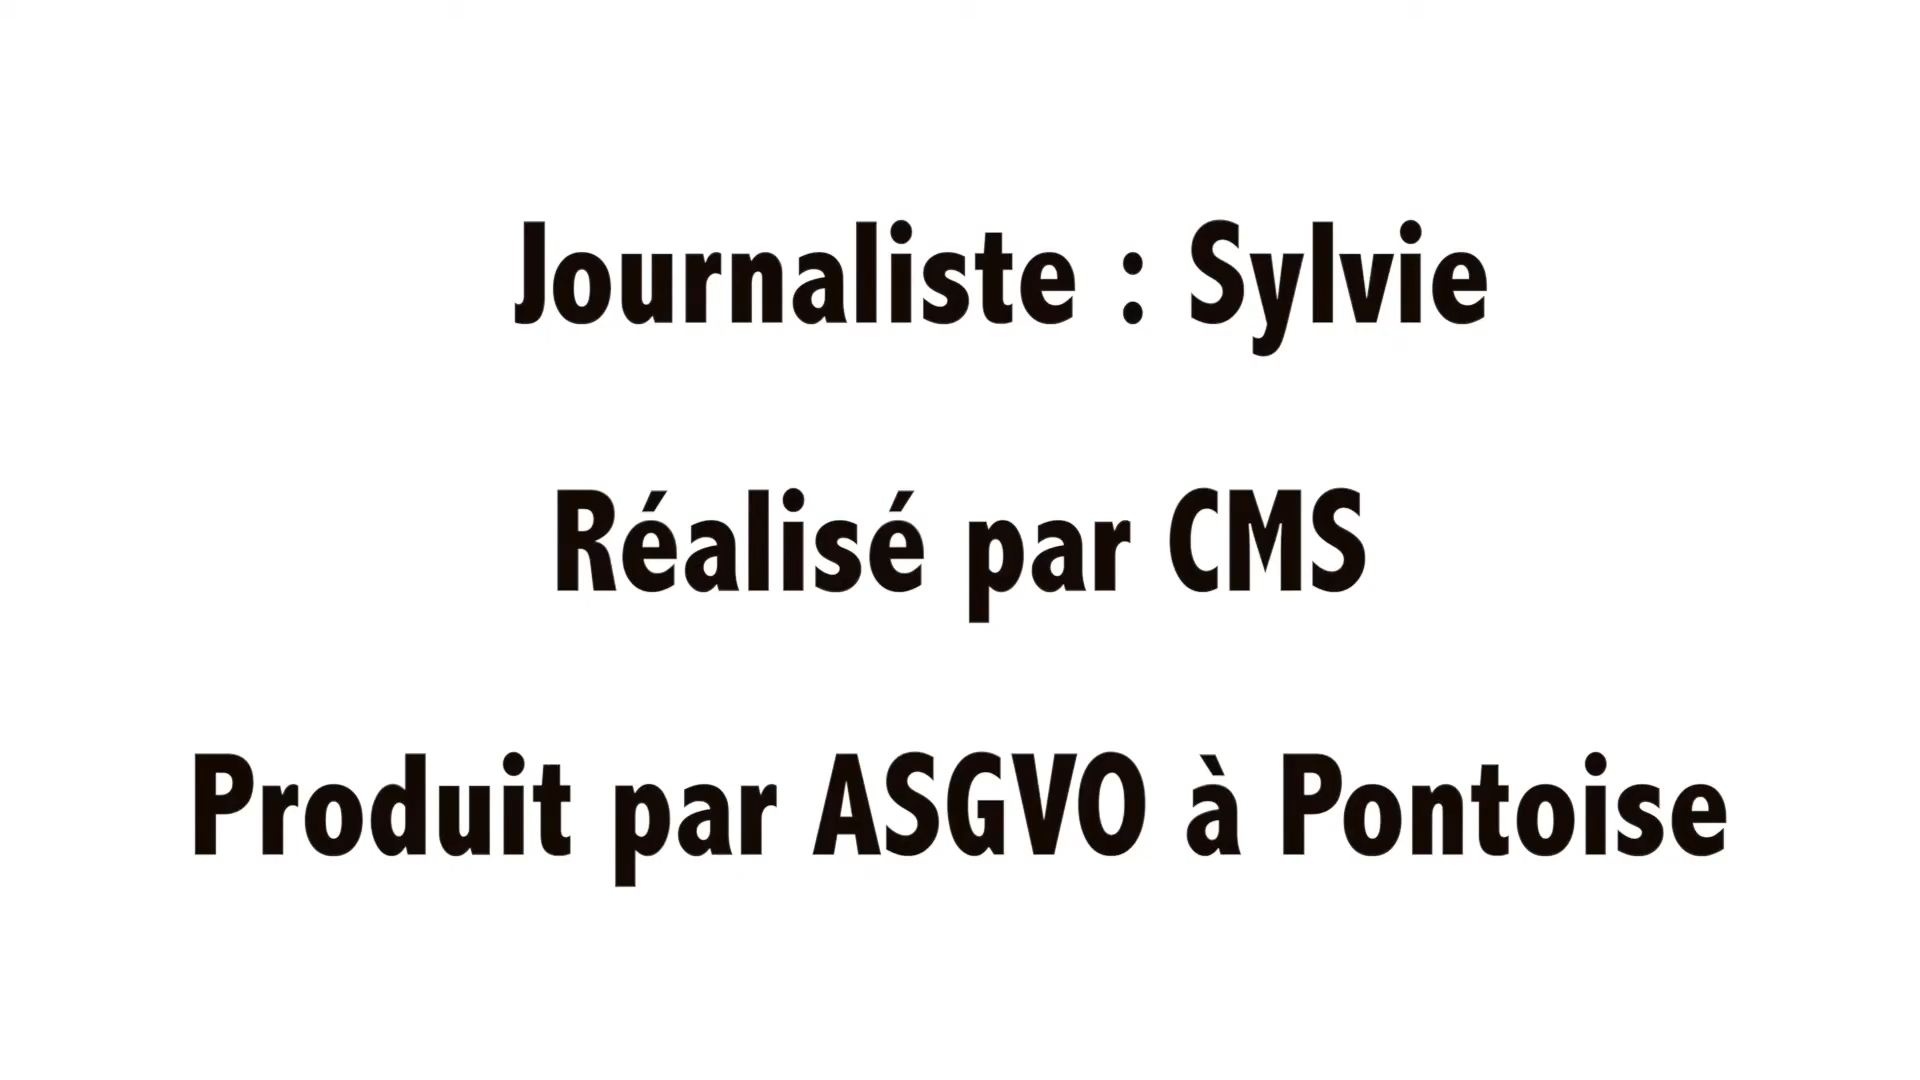 Journaliste : Sylvie
Réalisé par CMS
Produit par ASGVO à Pontoise